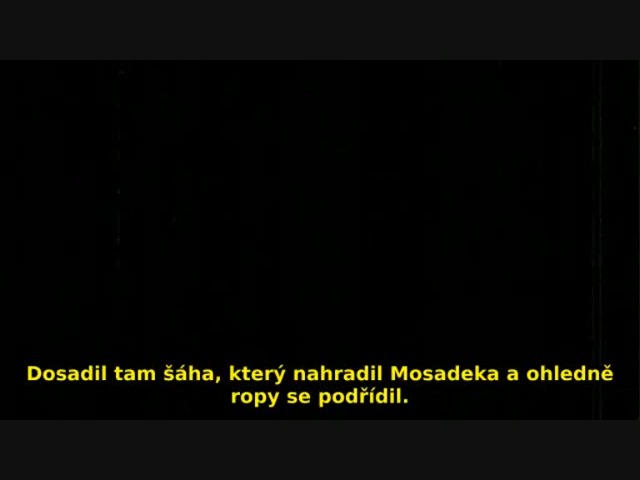 Dosadil tam šáha, který nahradil Mosadeka a ohledně
ropy se podřídil.